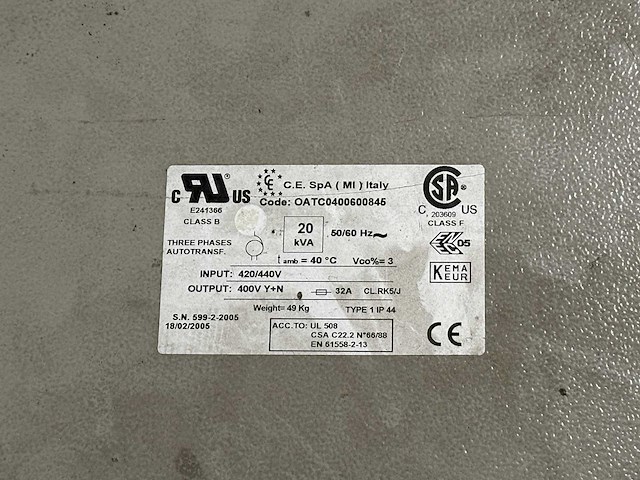 C RU US ®
E241366
CLASS B
CE C.E. SpA ( MI ) Italy
Code: OATC0400600845
CSA ®
C. 203609 US
CLASS F
THREE PHASES
AUTOTRANSF.
20
kVA
50/60 Hz~
t amb = 40 °C Vcc%= 3
05
KEMA
KEUR
INPUT: 420/440V
OUTPUT: 400V Y+N 32A CL.RK5/J
Weight= 49 Kg TYPE 1 IP 44
S.N. 599-2-2005
18/02/2005
ACC.TO: UL 508
CSA C22.2 N°66/88
EN 61558-2-13
CE